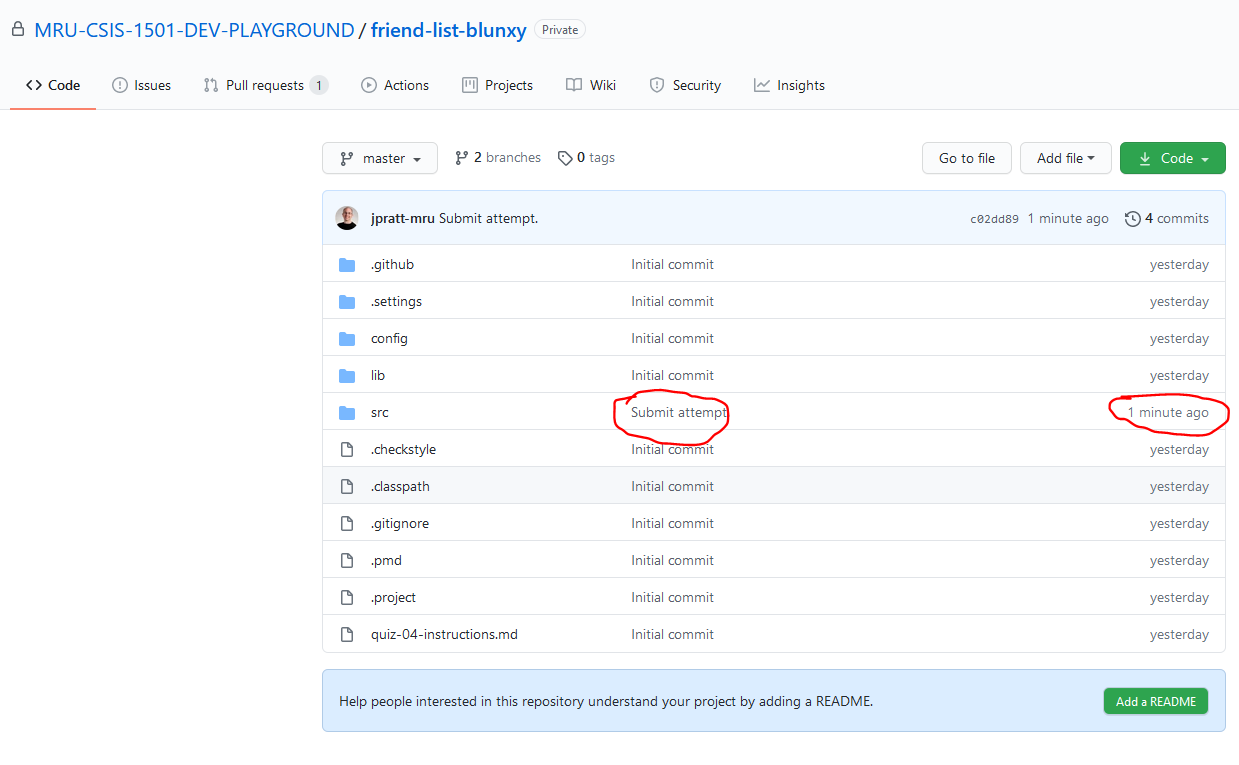 MRU-CSIS-1501-DEV-PLAYGROUND / friend-list-blunxy Private
Code Issues Pull requests 1 Actions Projects Wiki Security Insights
master 2 branches 0 tags Go to file Add file Code
jpratt-mru Submit attempt. c02dd89 1 minute ago 4 commits
.github Initial commit yesterday
.settings Initial commit yesterday
config Initial commit yesterday
lib Initial commit yesterday
src Submit attempt 1 minute ago
.checkstyle Initial commit yesterday
.classpath Initial commit yesterday
.gitignore Initial commit yesterday
.pmd Initial commit yesterday
.project Initial commit yesterday
quiz-04-instructions.md Initial commit yesterday
Help people interested in this repository understand your project by adding a README. Add a README